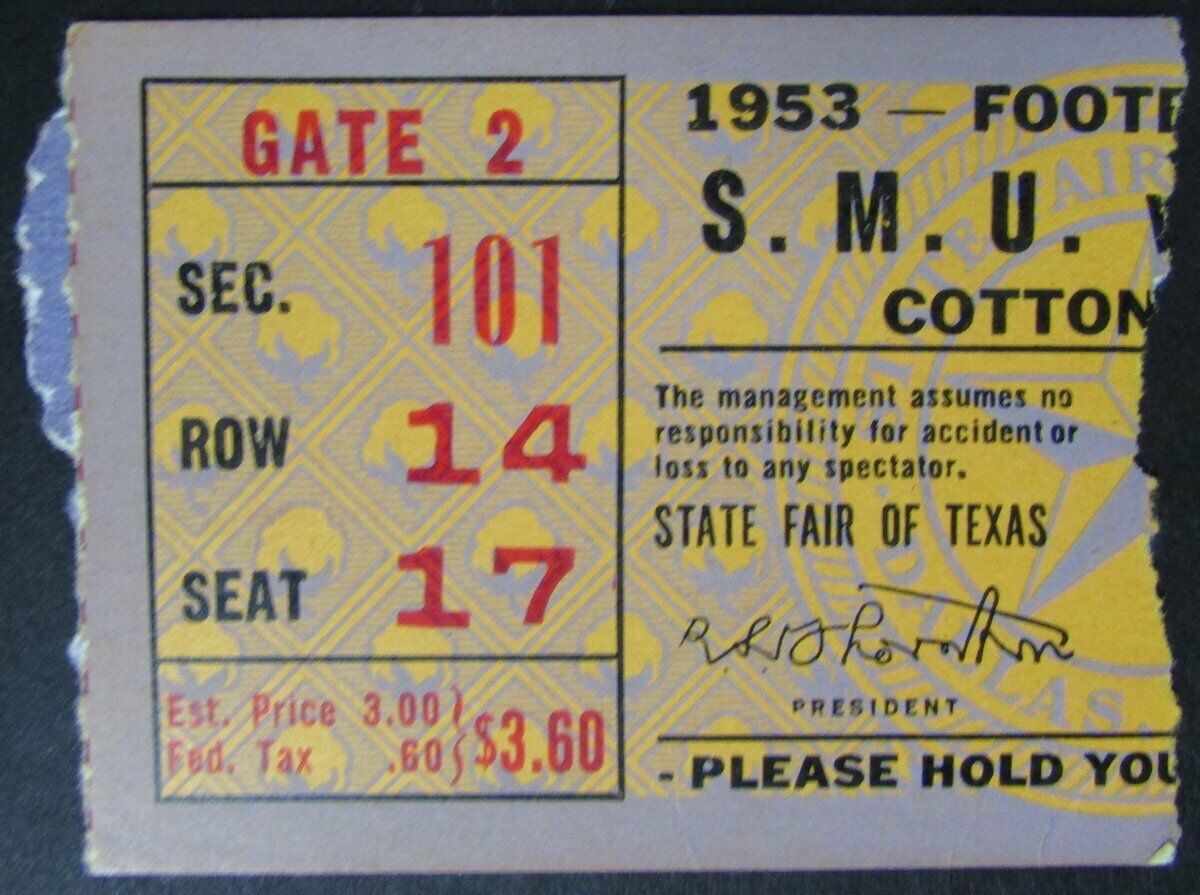 GATE 2
SEC. 101
ROW 14
SEAT 17
Est. Price 3.00
Fed. Tax .60
$3.60
1953 — FOOTB
S. M. U. V
COTTON
The management assumes no
responsibility for accident or
loss to any spectator.
STATE FAIR OF TEXAS
PRESIDENT
- PLEASE HOLD YOU